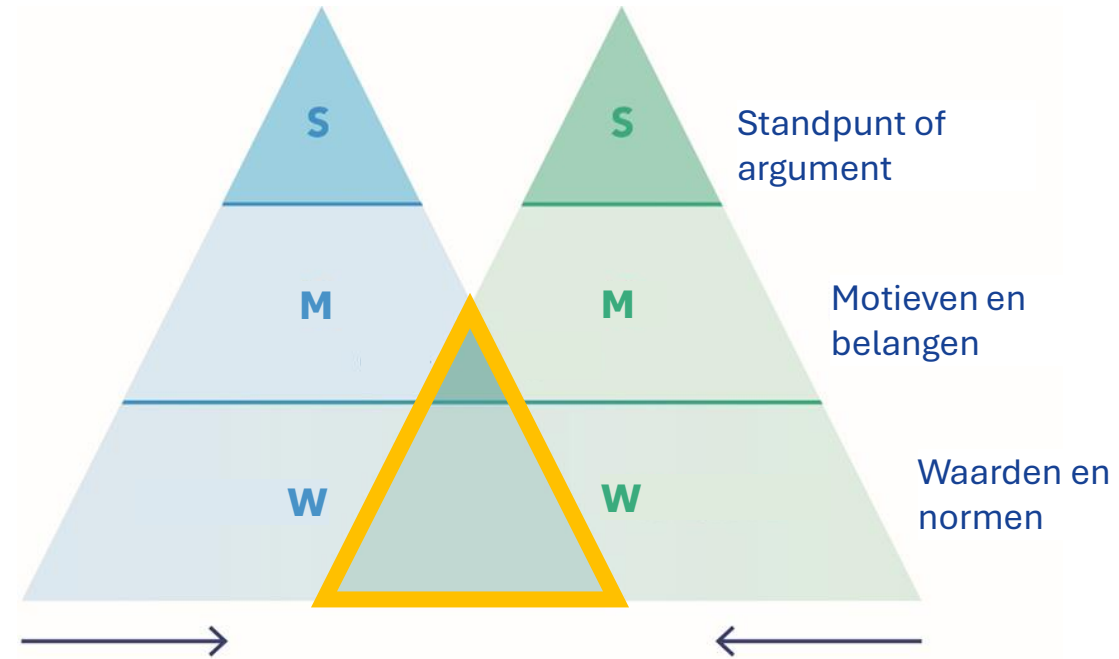 S
S
Standpunt of
argument
M
M
Motieven en
belangen
W
W
Waarden en
normen